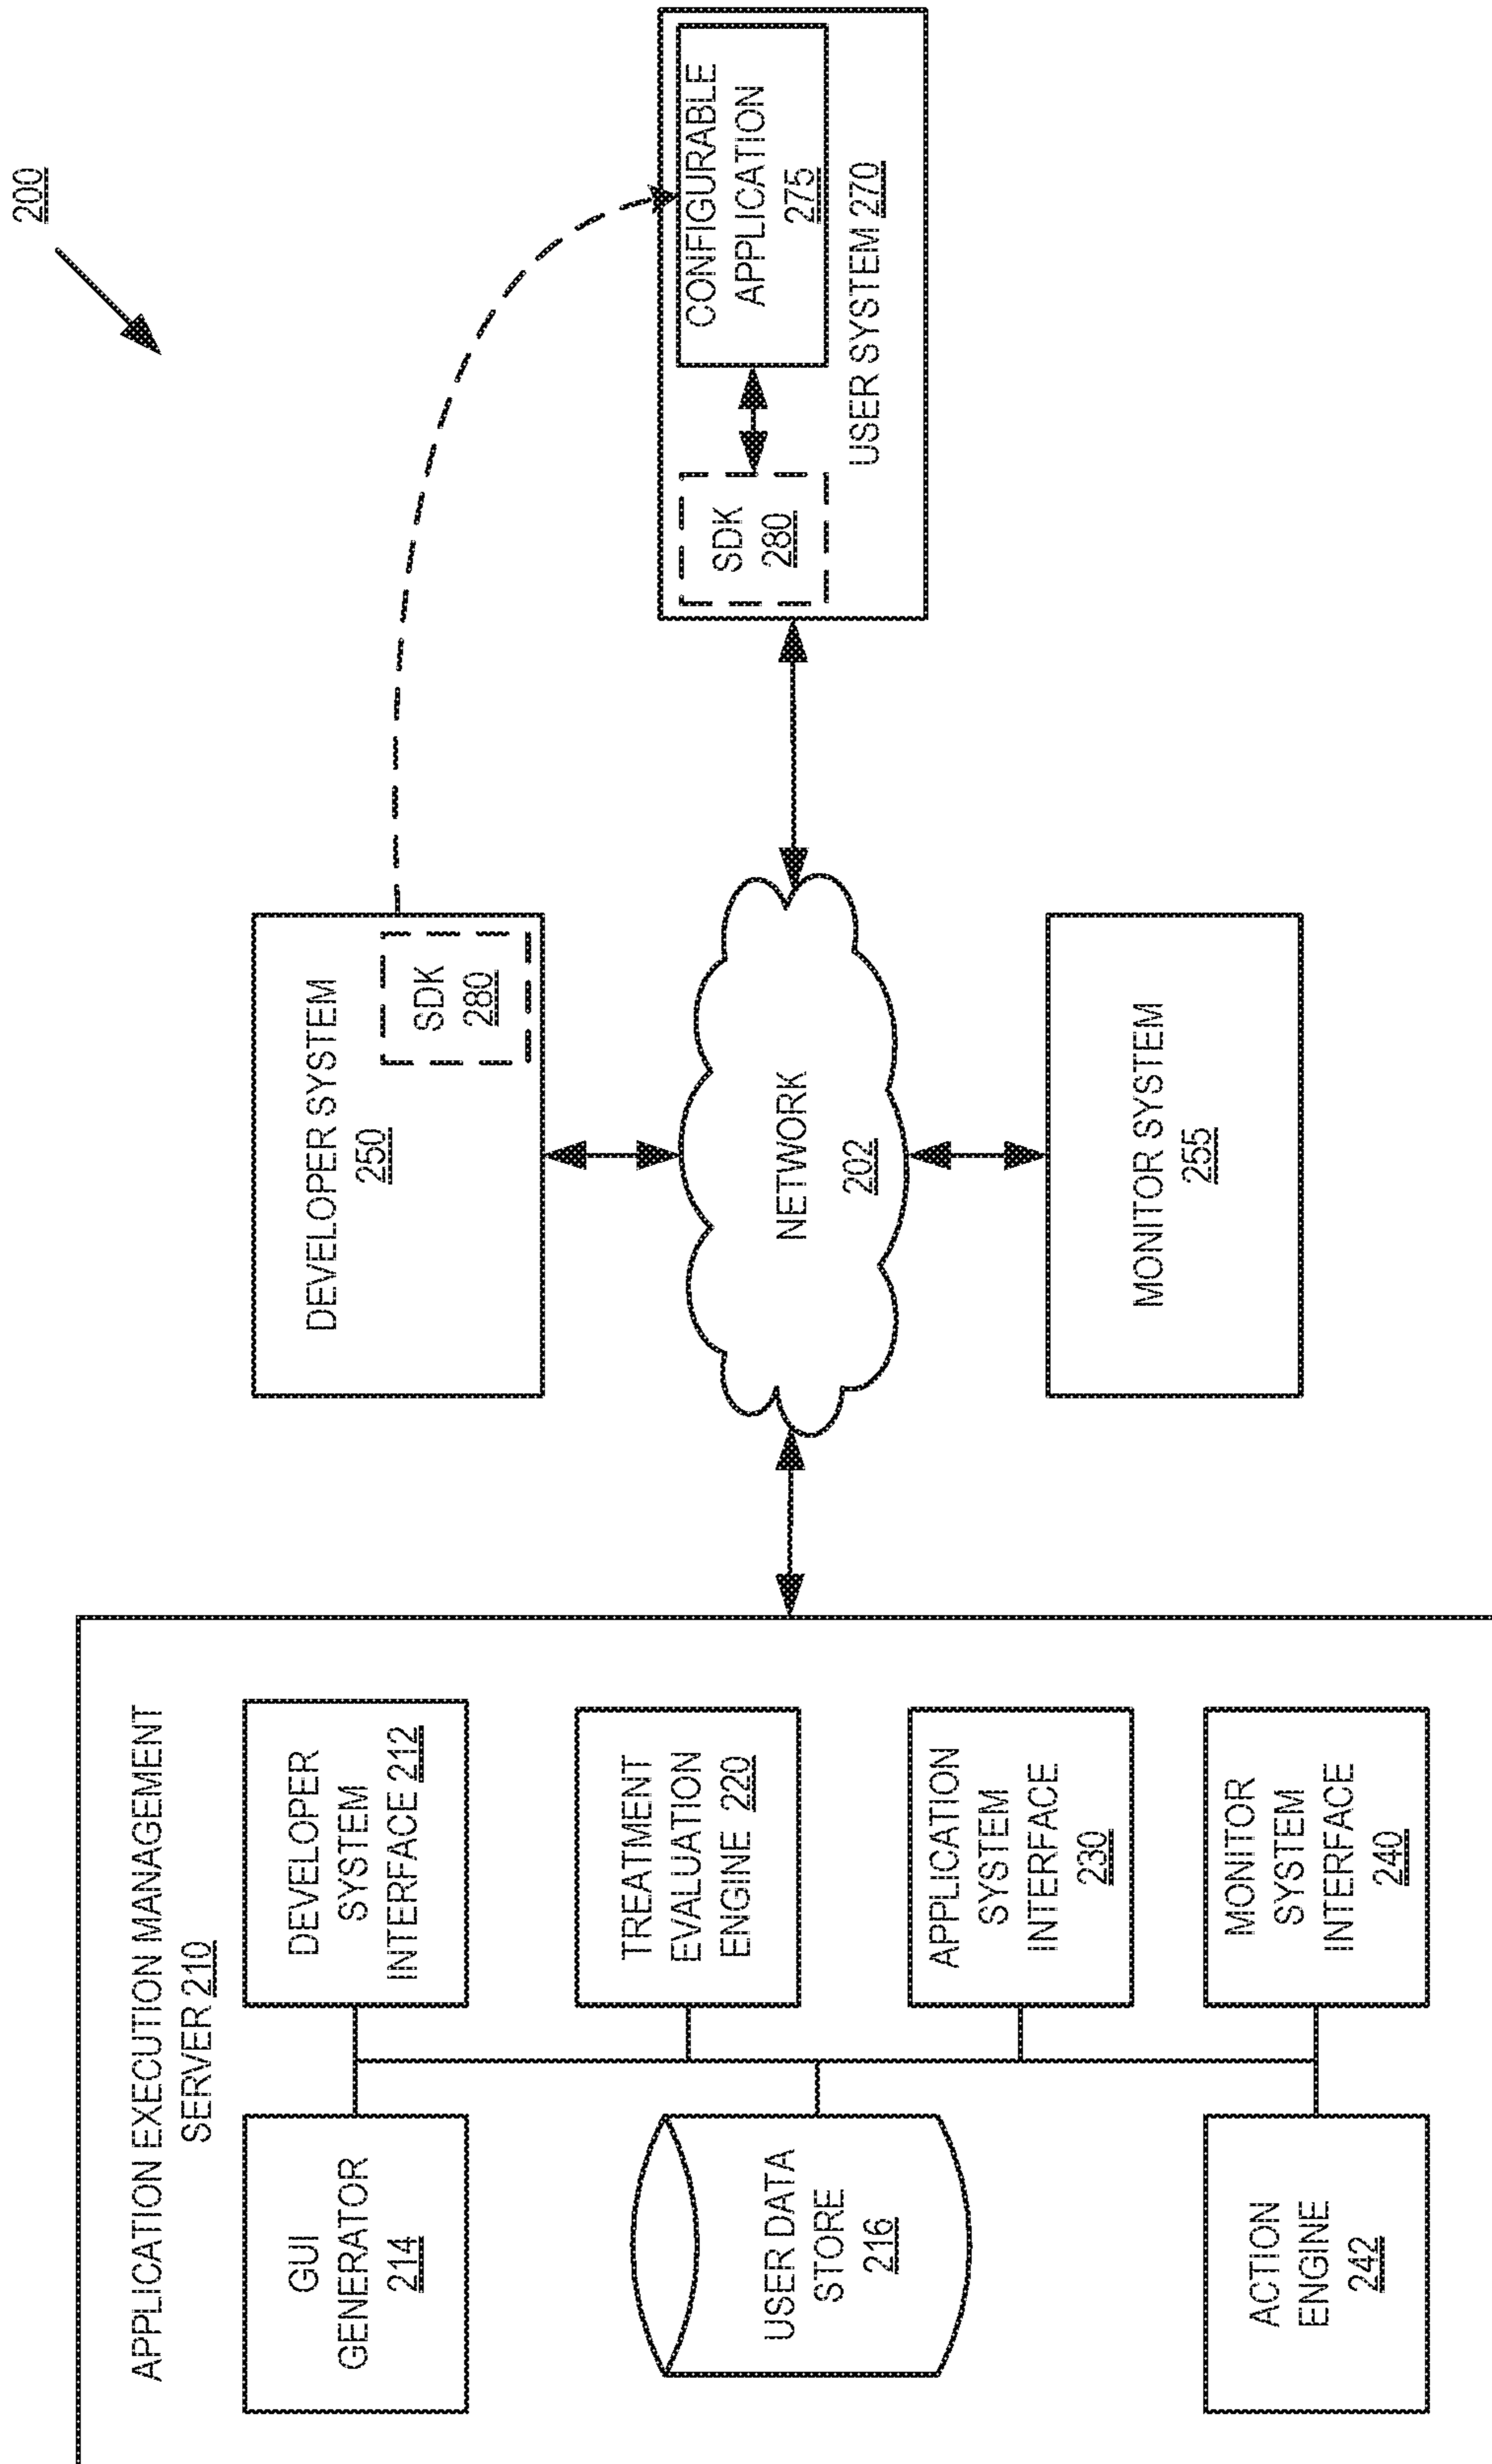 200
APPLICATION EXECUTION MANAGEMENT
SERVER 210
GUI
GENERATOR
214
DEVELOPER
SYSTEM
INTERFACE 212
USER DATA
STORE
216
TREATMENT
EVALUATION
ENGINE 220
APPLICATION
SYSTEM
INTERFACE
230
ACTION
ENGINE
242
MONITOR
SYSTEM
INTERFACE
240
DEVELOPER SYSTEM
250
SDK
280
NETWORK
202
MONITOR SYSTEM
255
SDK
280
CONFIGURABLE
APPLICATION
275
USER SYSTEM 270